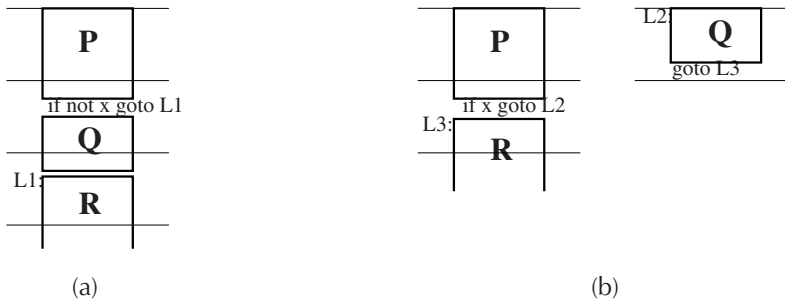 P
if not x goto L1
Q
L1:
R
(a)
P
if x goto L2
L3:
R
L2:
Q
goto L3
(b)